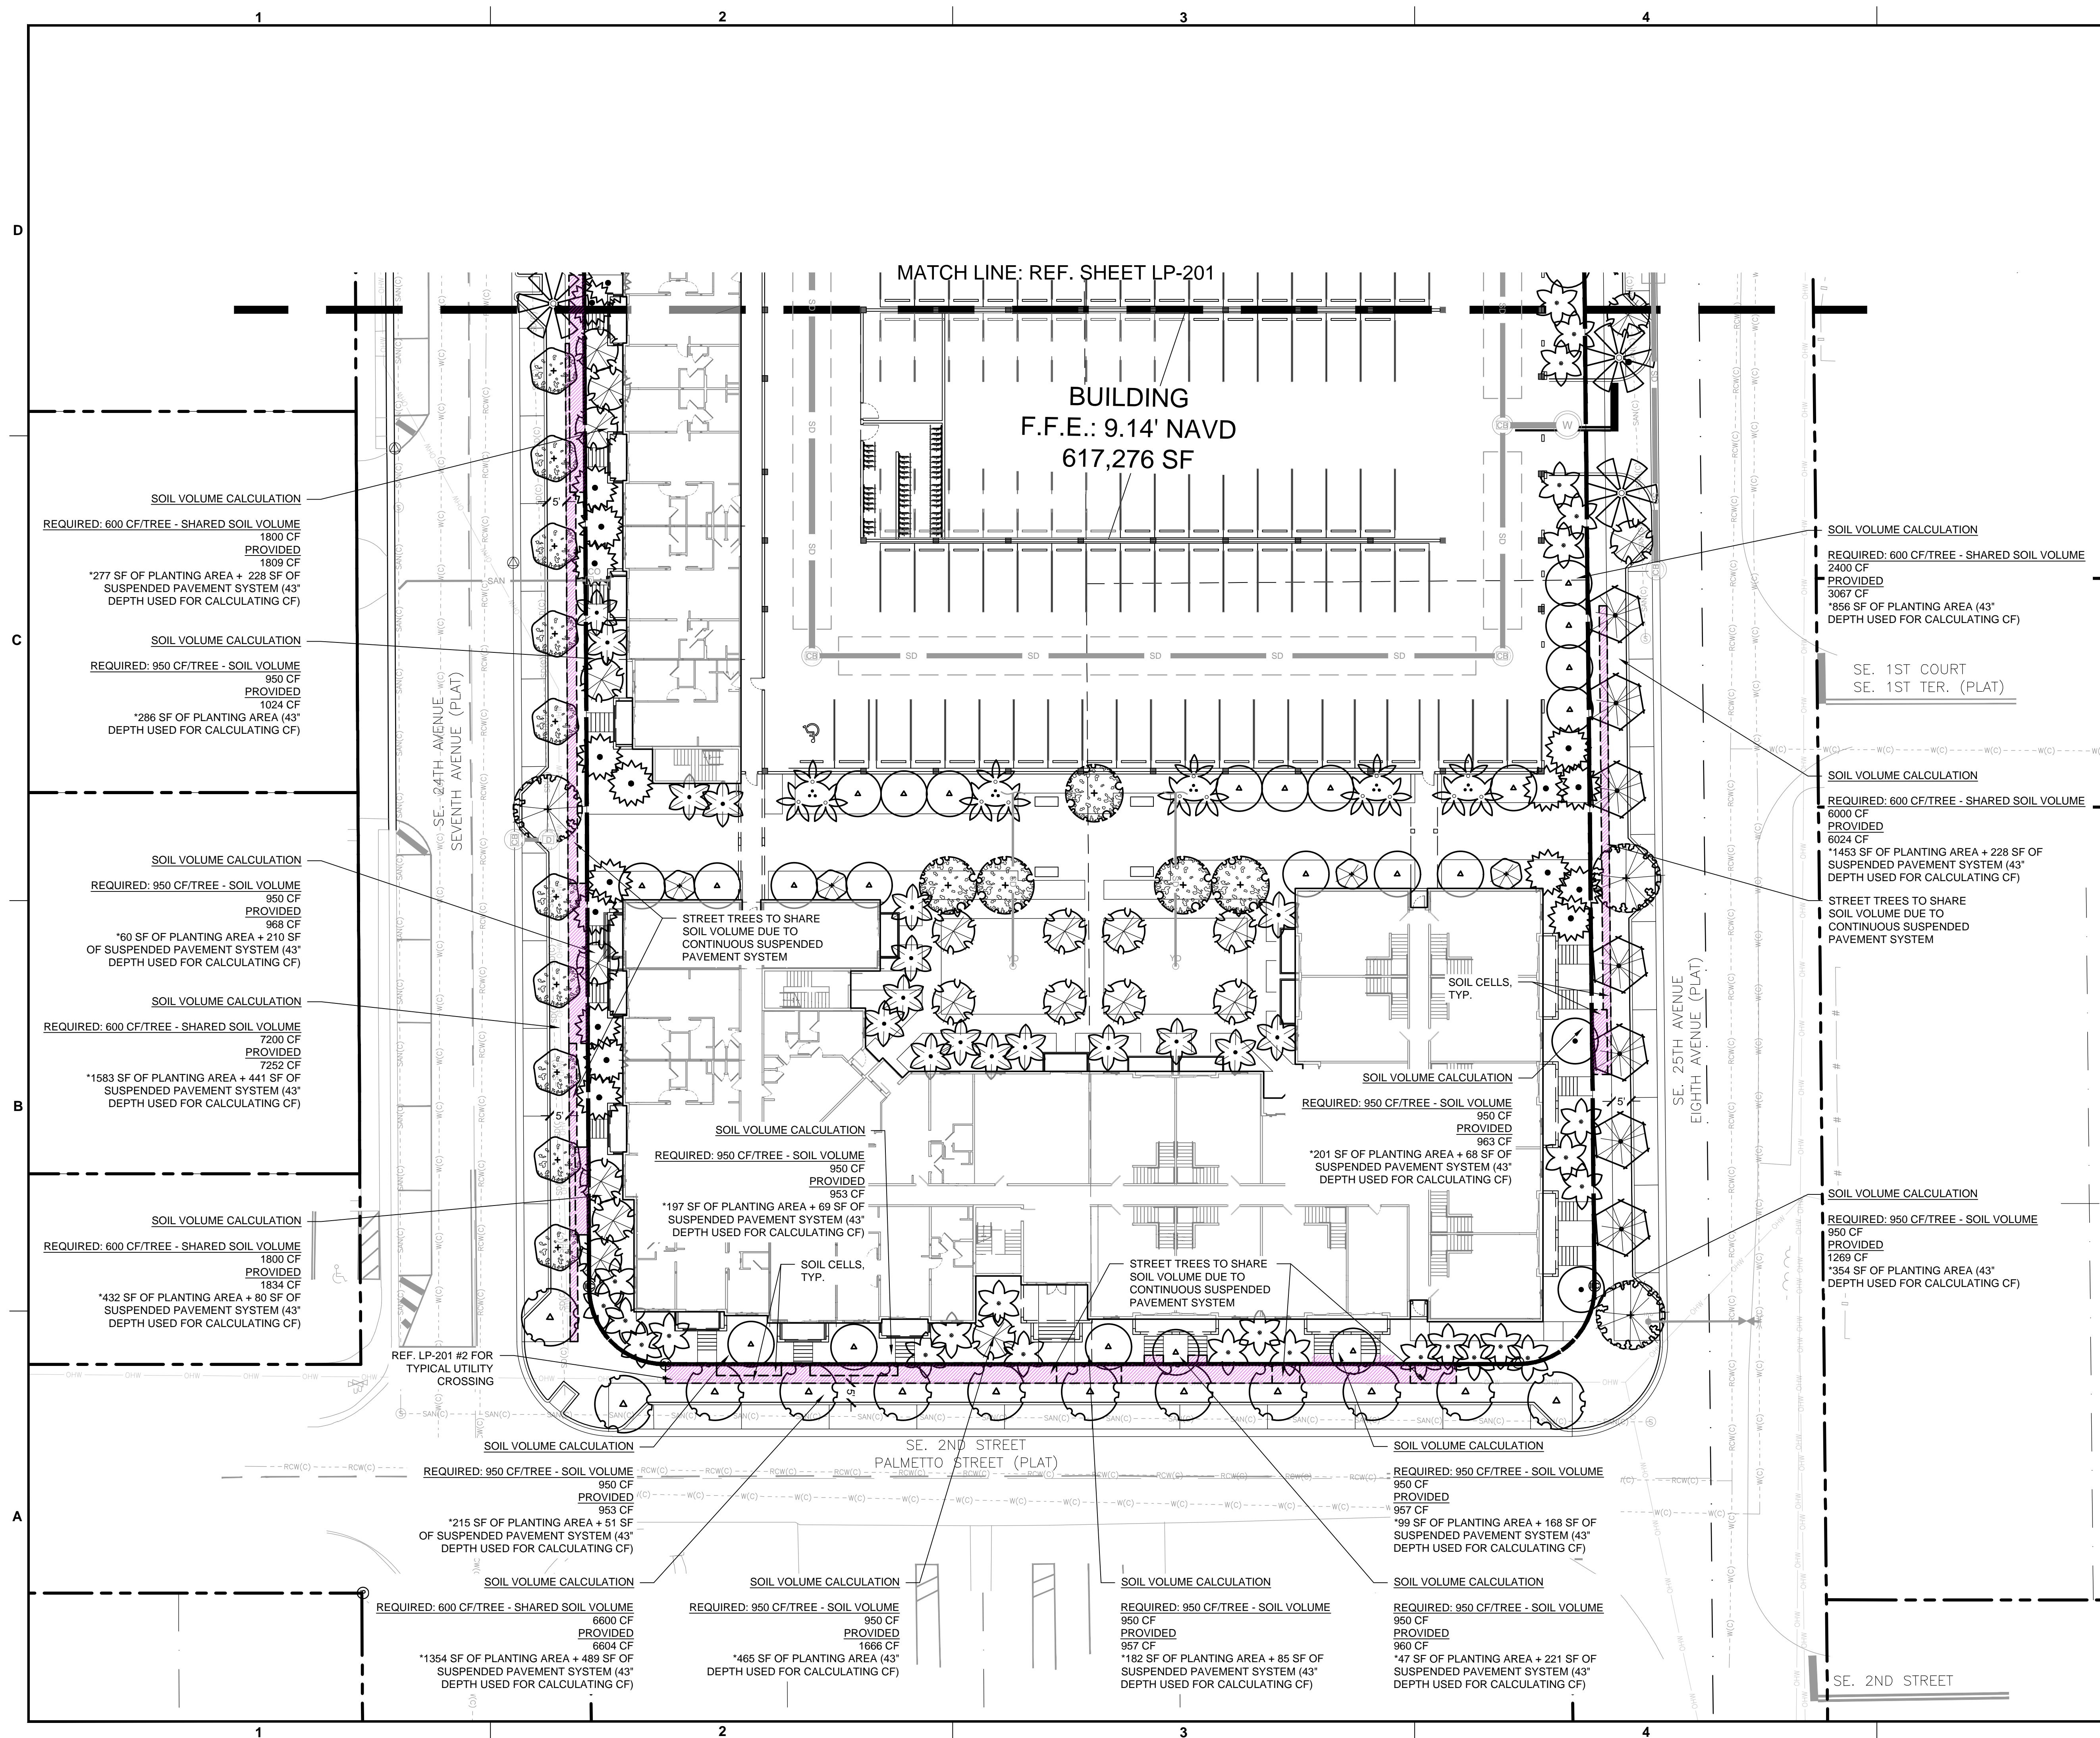 1
2
3
4
D
C
B
A
MATCH LINE: REF. SHEET LP-201
BUILDING
F.F.E.: 9.14' NAVD
617,276 SF
SOIL VOLUME CALCULATION
REQUIRED: 600 CF/TREE - SHARED SOIL VOLUME
1800 CF
PROVIDED
1809 CF
*277 SF OF PLANTING AREA + 228 SF OF
SUSPENDED PAVEMENT SYSTEM (43"
DEPTH USED FOR CALCULATING CF)
SOIL VOLUME CALCULATION
REQUIRED: 950 CF/TREE - SOIL VOLUME
950 CF
PROVIDED
1024 CF
*286 SF OF PLANTING AREA (43"
DEPTH USED FOR CALCULATING CF)
SOIL VOLUME CALCULATION
REQUIRED: 950 CF/TREE - SOIL VOLUME
950 CF
PROVIDED
968 CF
*60 SF OF PLANTING AREA + 210 SF
OF SUSPENDED PAVEMENT SYSTEM (43"
DEPTH USED FOR CALCULATING CF)
SOIL VOLUME CALCULATION
REQUIRED: 600 CF/TREE - SHARED SOIL VOLUME
7200 CF
PROVIDED
7252 CF
*1583 SF OF PLANTING AREA + 441 SF OF
SUSPENDED PAVEMENT SYSTEM (43"
DEPTH USED FOR CALCULATING CF)
SOIL VOLUME CALCULATION
REQUIRED: 600 CF/TREE - SHARED SOIL VOLUME
1800 CF
PROVIDED
1834 CF
*432 SF OF PLANTING AREA + 80 SF OF
SUSPENDED PAVEMENT SYSTEM (43"
DEPTH USED FOR CALCULATING CF)
SE. 24TH AVENUE
SEVENTH AVENUE (PLAT)
5'
5'
SAN
CO
SD
SD
SD
SD
SD
SD
CB
CB
CB
W
STREET TREES TO SHARE
SOIL VOLUME DUE TO
CONTINUOUS SUSPENDED
PAVEMENT SYSTEM
YD
YD
SOIL CELLS,
TYP.
SOIL VOLUME CALCULATION
REQUIRED: 950 CF/TREE - SOIL VOLUME
950 CF
PROVIDED
963 CF
*201 SF OF PLANTING AREA + 68 SF OF
SUSPENDED PAVEMENT SYSTEM (43"
DEPTH USED FOR CALCULATING CF)
SOIL VOLUME CALCULATION
REQUIRED: 950 CF/TREE - SOIL VOLUME
950 CF
PROVIDED
953 CF
*197 SF OF PLANTING AREA + 69 SF OF
SUSPENDED PAVEMENT SYSTEM (43"
DEPTH USED FOR CALCULATING CF)
SOIL CELLS,
TYP.
STREET TREES TO SHARE
SOIL VOLUME DUE TO
CONTINUOUS SUSPENDED
PAVEMENT SYSTEM
REF. LP-201 #2 FOR
TYPICAL UTILITY
CROSSING
5'
5'
SOIL VOLUME CALCULATION
REQUIRED: 600 CF/TREE - SHARED SOIL VOLUME
2400 CF
PROVIDED
3067 CF
*856 SF OF PLANTING AREA (43"
DEPTH USED FOR CALCULATING CF)
SE. 1ST COURT
SE. 1ST TER. (PLAT)
SOIL VOLUME CALCULATION
REQUIRED: 600 CF/TREE - SHARED SOIL VOLUME
6000 CF
PROVIDED
6024 CF
*1453 SF OF PLANTING AREA + 228 SF OF
SUSPENDED PAVEMENT SYSTEM (43"
DEPTH USED FOR CALCULATING CF)
STREET TREES TO SHARE
SOIL VOLUME DUE TO
CONTINUOUS SUSPENDED
PAVEMENT SYSTEM
SE. 25TH AVENUE
EIGHTH AVENUE (PLAT)
SOIL VOLUME CALCULATION
REQUIRED: 950 CF/TREE - SOIL VOLUME
950 CF
PROVIDED
1269 CF
*354 SF OF PLANTING AREA (43"
DEPTH USED FOR CALCULATING CF)
SE. 2ND STREET
PALMETTO STREET (PLAT)
SOIL VOLUME CALCULATION
REQUIRED: 950 CF/TREE - SOIL VOLUME
950 CF
PROVIDED
953 CF
*215 SF OF PLANTING AREA + 51 SF
OF SUSPENDED PAVEMENT SYSTEM (43"
DEPTH USED FOR CALCULATING CF)
SOIL VOLUME CALCULATION
REQUIRED: 950 CF/TREE - SOIL VOLUME
950 CF
PROVIDED
957 CF
*99 SF OF PLANTING AREA + 168 SF OF
SUSPENDED PAVEMENT SYSTEM (43"
DEPTH USED FOR CALCULATING CF)
SOIL VOLUME CALCULATION
REQUIRED: 600 CF/TREE - SHARED SOIL VOLUME
6600 CF
PROVIDED
6604 CF
*1354 SF OF PLANTING AREA + 489 SF OF
SUSPENDED PAVEMENT SYSTEM (43"
DEPTH USED FOR CALCULATING CF)
SOIL VOLUME CALCULATION
REQUIRED: 950 CF/TREE - SOIL VOLUME
950 CF
PROVIDED
1666 CF
*465 SF OF PLANTING AREA (43"
DEPTH USED FOR CALCULATING CF)
SOIL VOLUME CALCULATION
REQUIRED: 950 CF/TREE - SOIL VOLUME
950 CF
PROVIDED
957 CF
*182 SF OF PLANTING AREA + 85 SF OF
SUSPENDED PAVEMENT SYSTEM (43"
DEPTH USED FOR CALCULATING CF)
SOIL VOLUME CALCULATION
REQUIRED: 950 CF/TREE - SOIL VOLUME
950 CF
PROVIDED
960 CF
*47 SF OF PLANTING AREA + 221 SF OF
SUSPENDED PAVEMENT SYSTEM (43"
DEPTH USED FOR CALCULATING CF)
SE. 2ND STREET
1
2
3
4